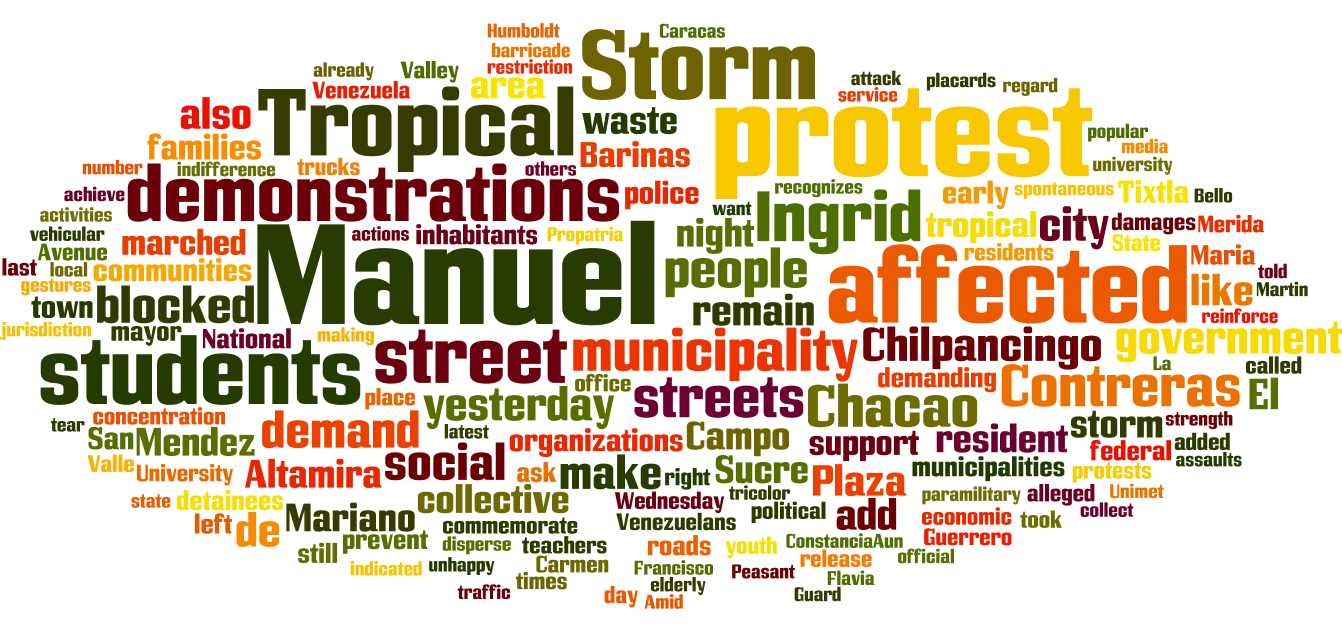 Humboldt
Caracas
barricade
Storm
restriction
already
Valley
area
Venezuela
attack
placards
regard
service
also
Tropical
waste
protest
popular
media
families
Barinas
university
number
indifference
trucks
others
achieve
demonstrations
police
recognizes
early
spontaneous
Tixtla
Bello
activities
want
Ingrid
tropical
city
damages
Merida
vehicular
marched
actions
inhabitants
Propatria
night
State
Avenue
Manuel
residents
Maria
last
local
communities
people
affected
told
gestures
like
Martin
town
blocked
remain
reinforce
jurisdiction
mayor
National
making
street
municipality
Chilpancingo
government
students
La
called
office
demanding
Contreras
El
place
yesterday
streets
Chacao
concentration
tear
demand
latest
storm
strength
San
Mendez
organizations
Campo
support
resident
federal
added
Valle
University
Altamira
social
ask
make
right
Sucre
Plaza
municipalities
protests
assaults
state
detainees
collective
Wednesday
tricolor
paramilitary
alleged
Unimet
collect
left
de
Mariano
commemorate
Venezuelans
political
add
economic
took
still
prevent
disperse
teachers
roads
youth
ConstanciaAun
Guerrero
release
official
indicated
unhappy
Carmen
Francisco
Peasant
Flavia
times
elderly
traffic
day
Amid
Guard